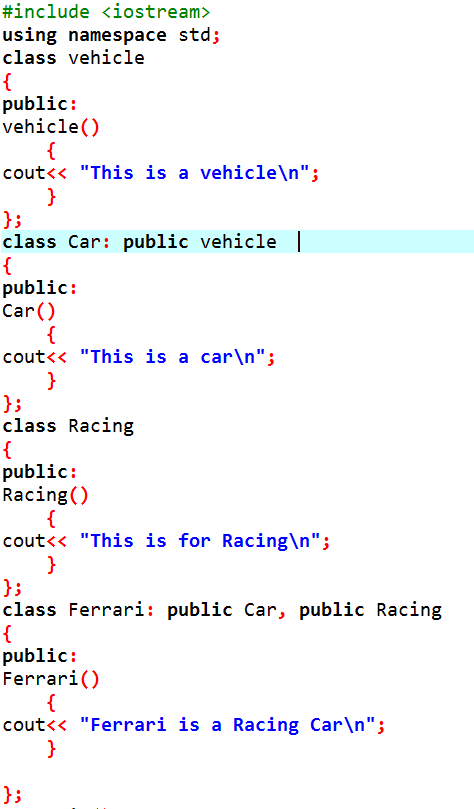 #include <iostream>
using namespace std;
class vehicle
{
public:
vehicle()
    {
cout<< "This is a vehicle\n";
    }
};
class Car: public vehicle
{
public:
Car()
    {
cout<< "This is a car\n";
    }
};
class Racing
{
public:
Racing()
    {
cout<< "This is for Racing\n";
    }
};
class Ferrari: public Car, public Racing
{
public:
Ferrari()
    {
cout<< "Ferrari is a Racing Car\n";
    }

};